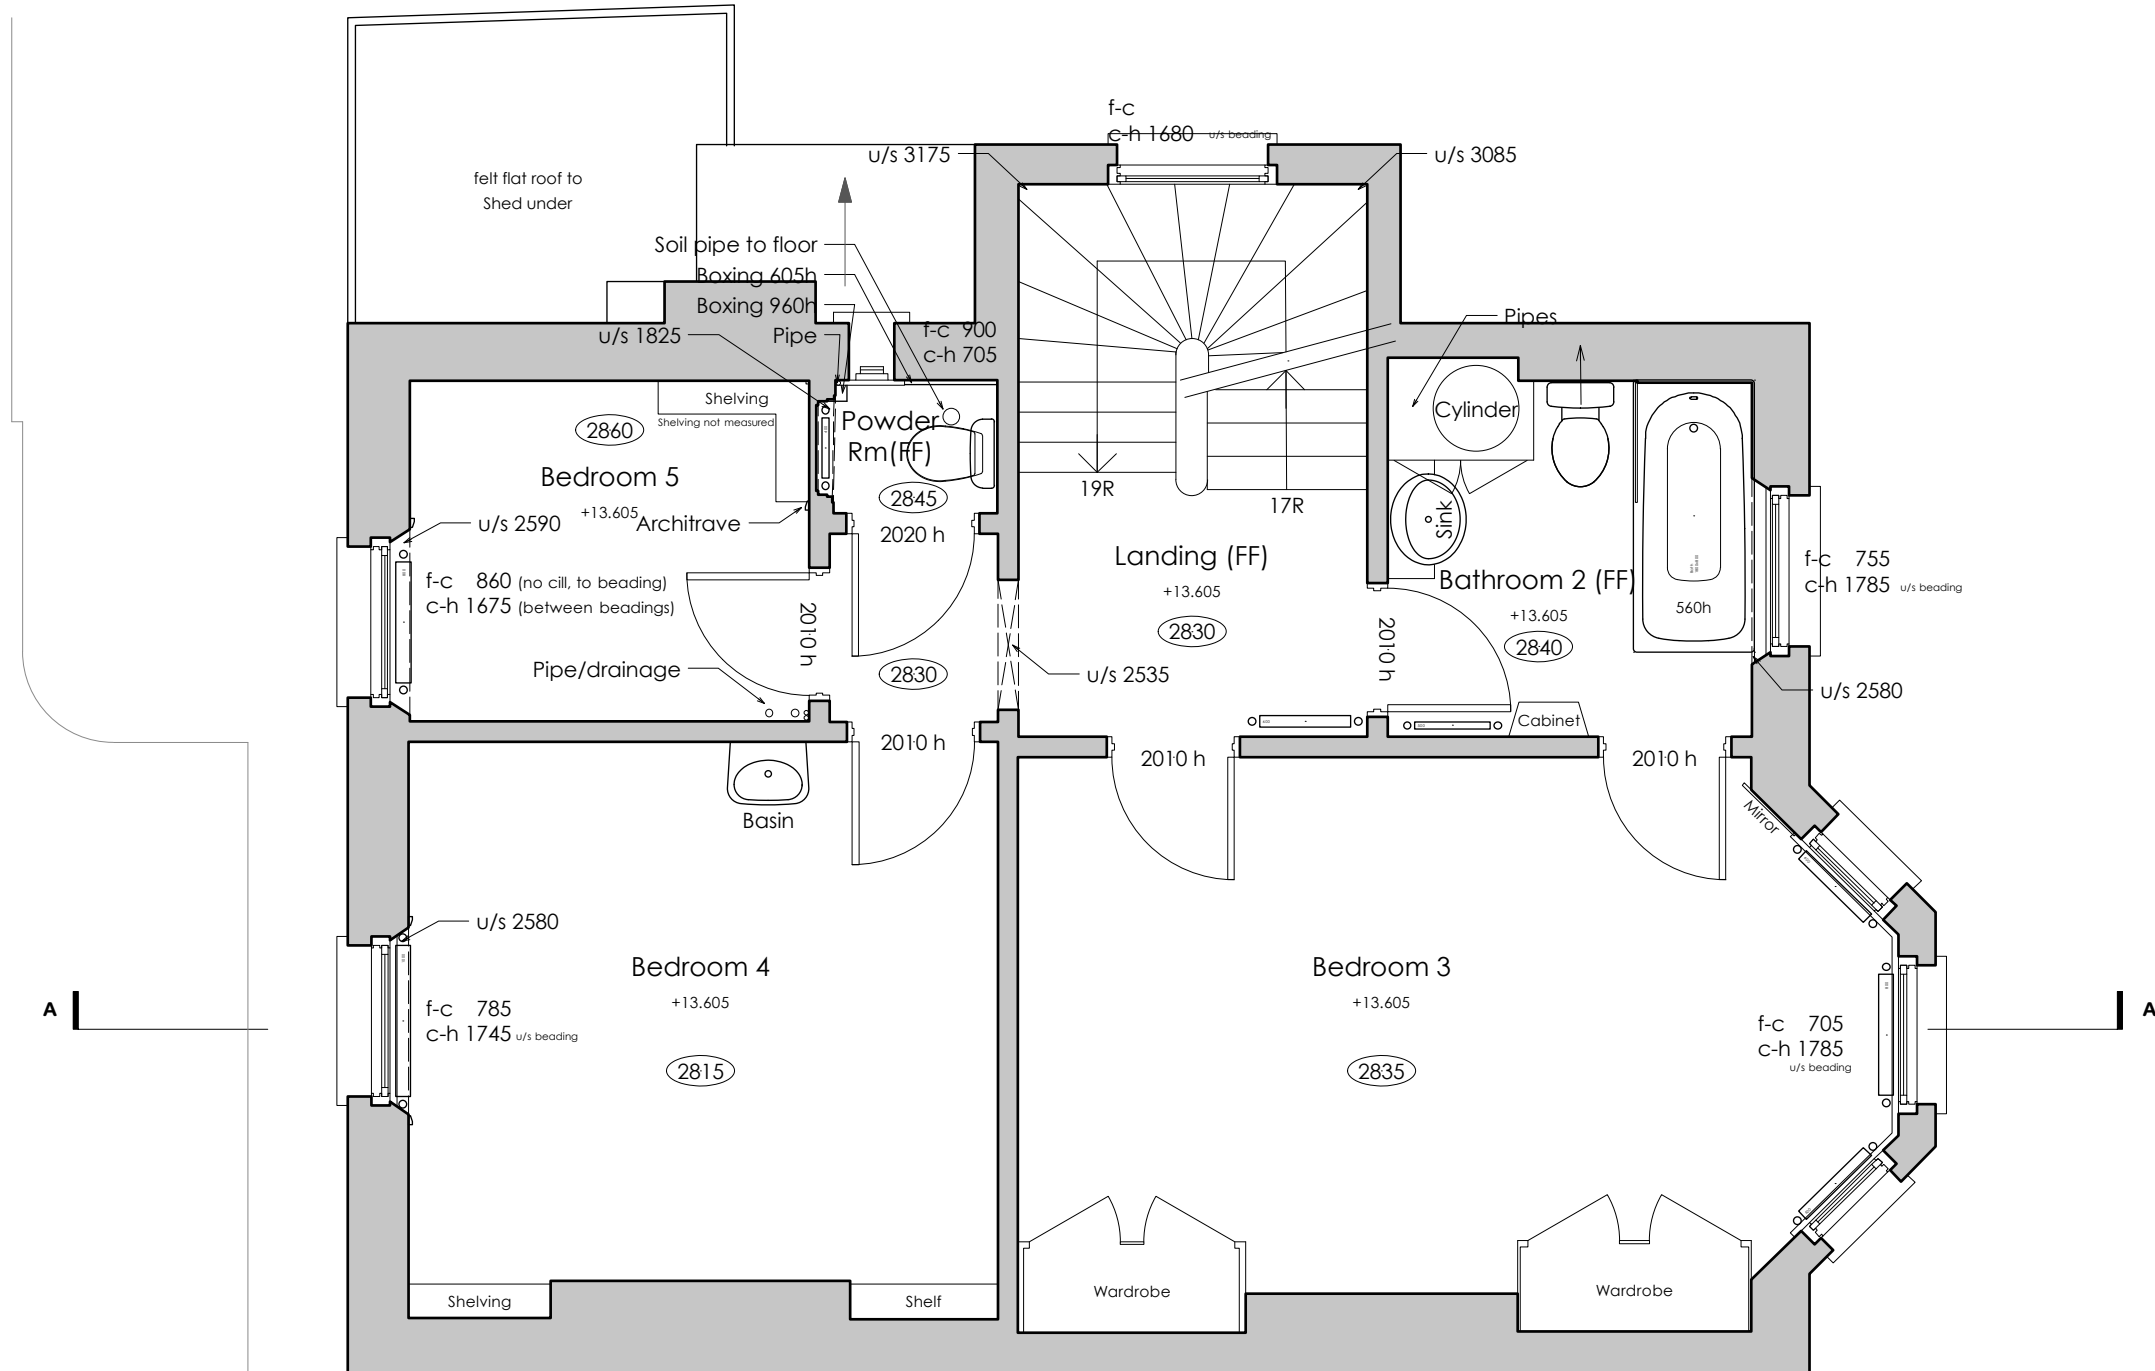 f-c
c-h 1680 u/s beading
u/s 3175
u/s 3085
felt flat roof to
Shed under
Soil pipe to floor
Boxing 605h
Boxing 960h
u/s 1825
Pipe
f-c 900
c-h 705
Pipes
Shelving
Shelving not measured
2860
Bedroom 5
+13.605
Architrave
u/s 2590
f-c 860 (no cill, to beading)
c-h 1675 (between beadings)
Pipe/drainage
2010 h
Powder
Rm(FF)
2845
2020 h
2830
2010 h
19R
17R
Landing (FF)
+13.605
2830
u/s 2535
2010 h
Cylinder
Sink
Bathroom 2 (FF)
+13.605
2840
560h
f-c 755
c-h 1785 u/s beading
u/s 2580
Cabinet
2010 h
2010 h
Mirror
Basin
u/s 2580
Bedroom 4
+13.605
f-c 785
c-h 1745 u/s beading
2815
Bedroom 3
+13.605
2835
f-c 705
c-h 1785
u/s beading
A
A
Shelving
Shelf
Wardrobe
Wardrobe